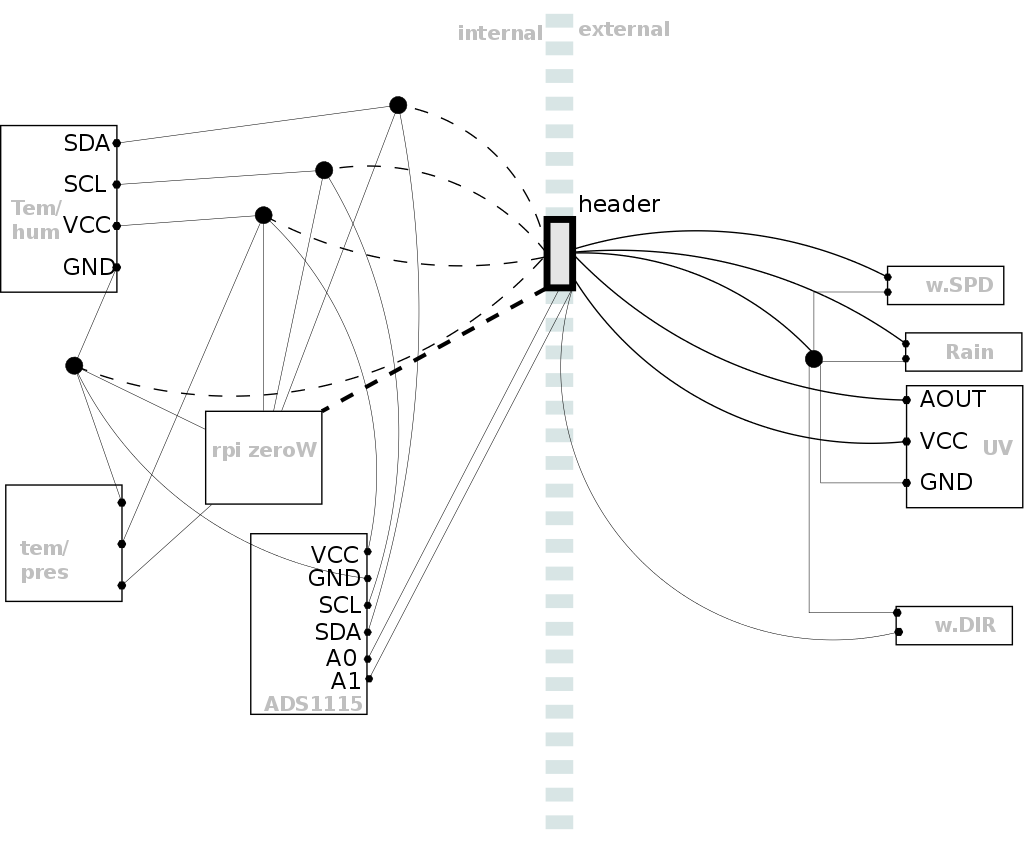 internal
external
header
SDA
SCL
VCC
GND
Tem/
hum
w.SPD
Rain
AOUT
VCC
GND
UV
rpi zeroW
tem/
pres
VCC
GND
SCL
SDA
A0
A1
ADS1115
w.DIR